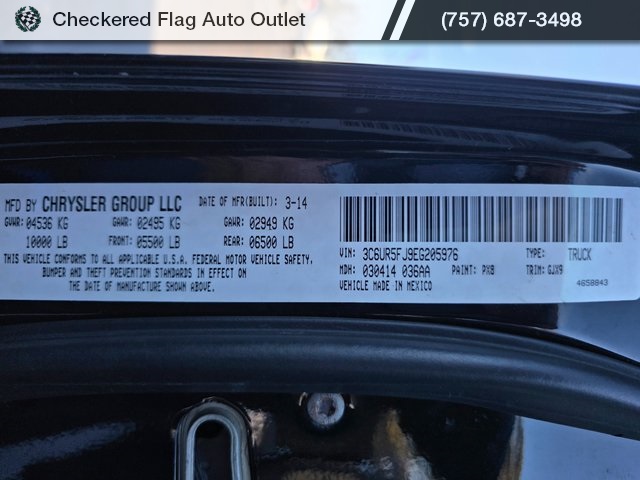 Checkered Flag Auto Outlet (757) 687-3498
MFD BY CHRYSLER GROUP LLC DATE OF MFR(BUILT): 3-14
GVWR: 04536 KG GAWR: 02495 KG GAWR: 02949 KG
10000 LB FRONT: 05500 LB REAR: 06500 LB
THIS VEHICLE CONFORMS TO ALL APPLICABLE U.S.A. FEDERAL MOTOR VEHICLE SAFETY,
BUMPER AND THEFT PREVENTION STANDARDS IN EFFECT ON
THE DATE OF MANUFACTURE SHOWN ABOVE.
VIN: 3C6UR5FJ9EG205976 TYPE: TRUCK
MDH: 030414 036AA PAINT: PX8 TRIM: GJX9
VEHICLE MADE IN MEXICO 4658843